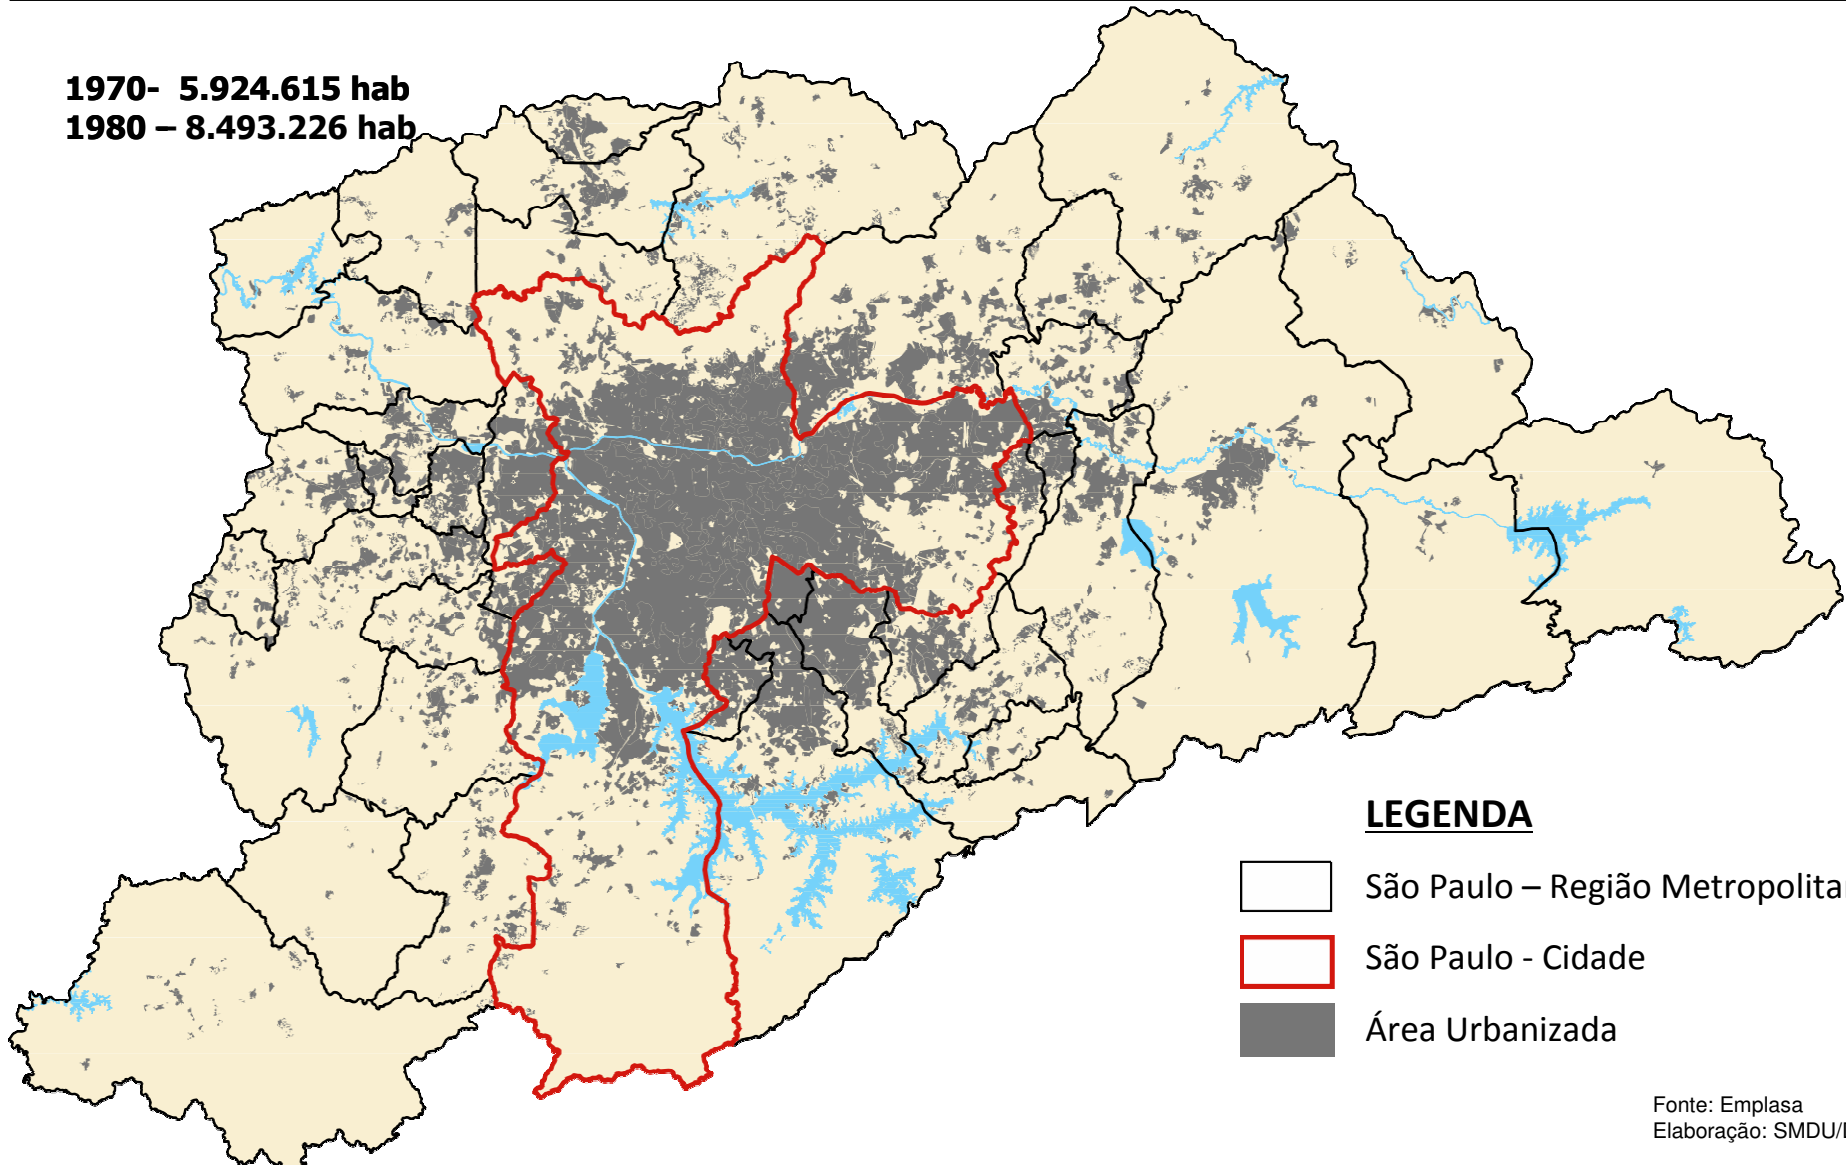 1970-  5.924.615 hab
1980 – 8.493.226 hab
LEGENDA
São Paulo – Região Metropolita
São Paulo - Cidade
Área Urbanizada
Fonte: Emplasa
Elaboração: SMDU/